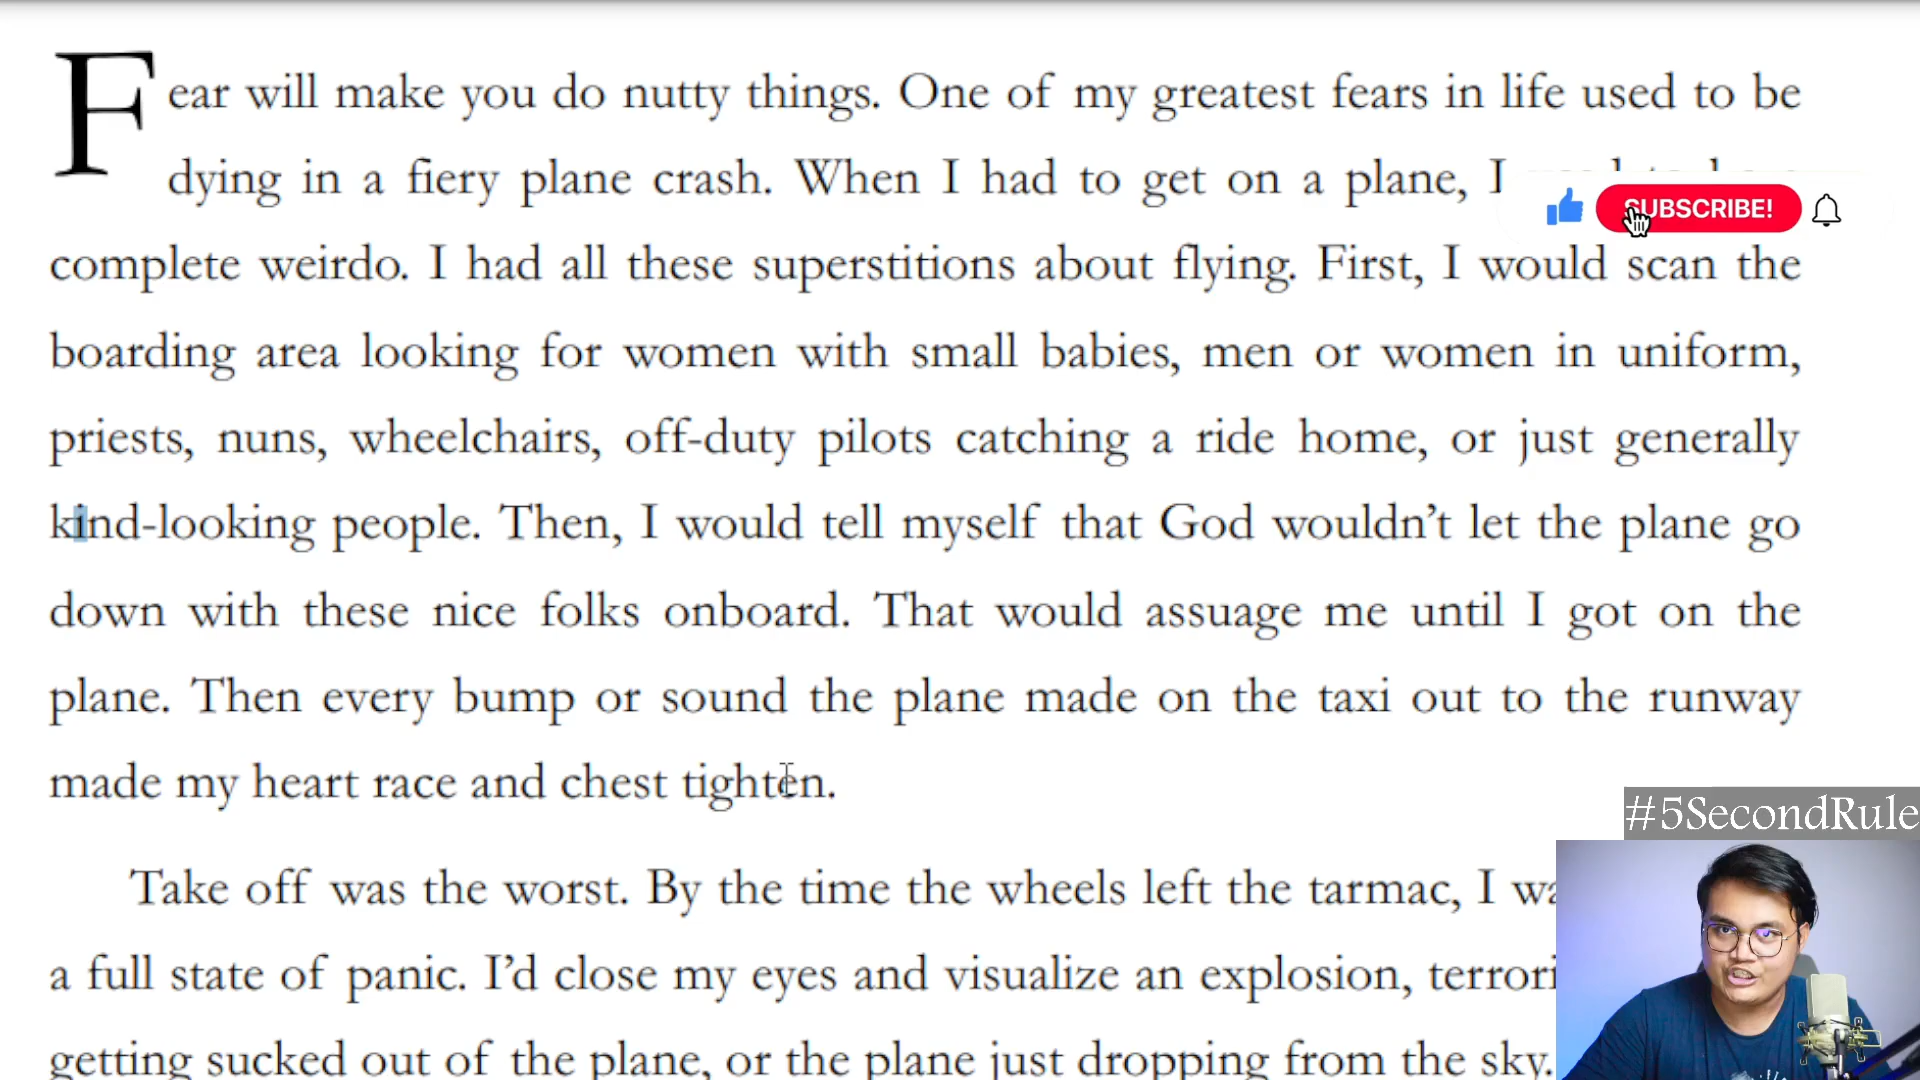 Fear will make you do nutty things. One of my greatest fears in life used to be
dying in a fiery plane crash. When I had to get on a plane, I
SUBSCRIBE!
complete weirdo. I had all these superstitions about flying. First, I would scan the
boarding area looking for women with small babies, men or women in uniform,
priests, nuns, wheelchairs, off-duty pilots catching a ride home, or just generally
kind-looking people. Then, I would tell myself that God wouldn’t let the plane go
down with these nice folks onboard. That would assuage me until I got on the
plane. Then every bump or sound the plane made on the taxi out to the runway
made my heart race and chest tighten.
#5SecondRule
Take off was the worst. By the time the wheels left the tarmac, I
a full state of panic. I’d close my eyes and visualize an explosion,
getting sucked out of the plane, or the plane just dropping from the sky.